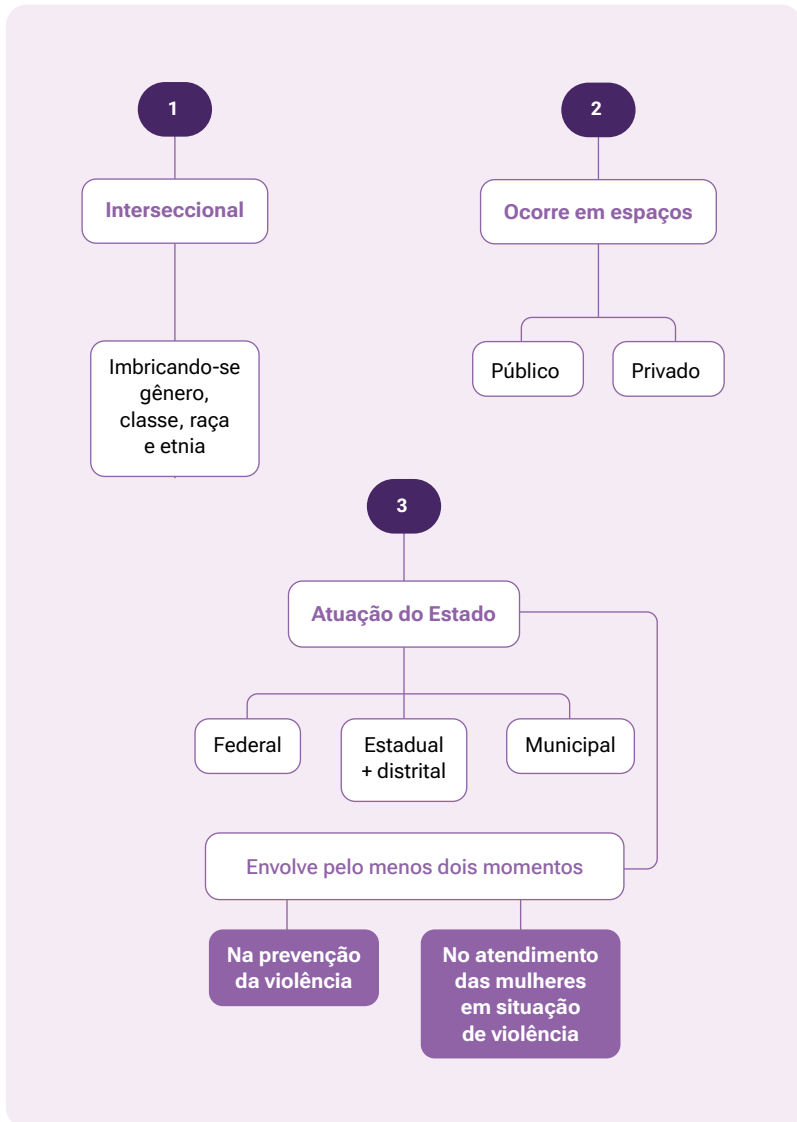 1
Interseccional
Imbricando-se
gênero,
classe, raça
e etnia
2
Ocorre em espaços
Público
Privado
3
Atuação do Estado
Federal
Estadual
+ distrital
Municipal
Envolve pelo menos dois momentos
Na prevenção
da violência
No atendimento
das mulheres
em situação
de violência